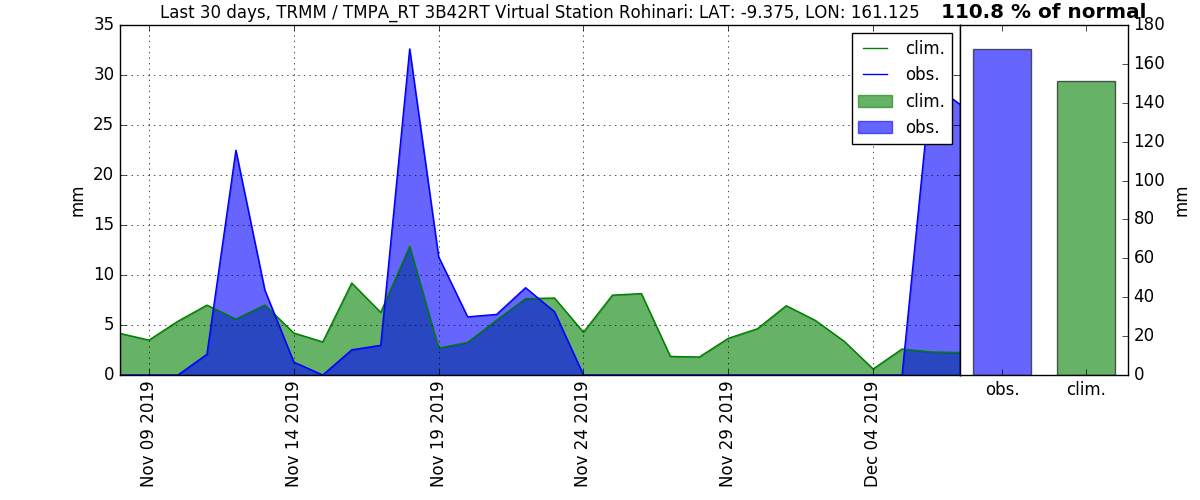 Last 30 days, TRMM / TMPA_RT 3B42RT Virtual Station Rohinari: LAT: -9.375, LON: 161.125
110.8 % of normal
35
30
25
20
15
10
5
0
mm
clim.
obs.
clim.
obs.
180
160
140
120
100
80
60
40
20
0
mm
Nov 09 2019
Nov 14 2019
Nov 19 2019
Nov 24 2019
Nov 29 2019
Dec 04 2019
obs.
clim.